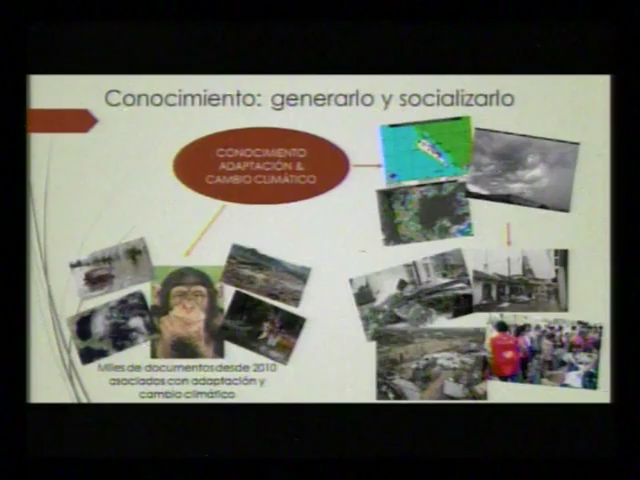 Conocimiento: generarlo y socializarlo
CONOCIMIENTO
ADAPTACIÓN &
CAMBIO CLIMÁTICO
Miles de documentos desde 2010
asociados con adaptación y
cambio climático